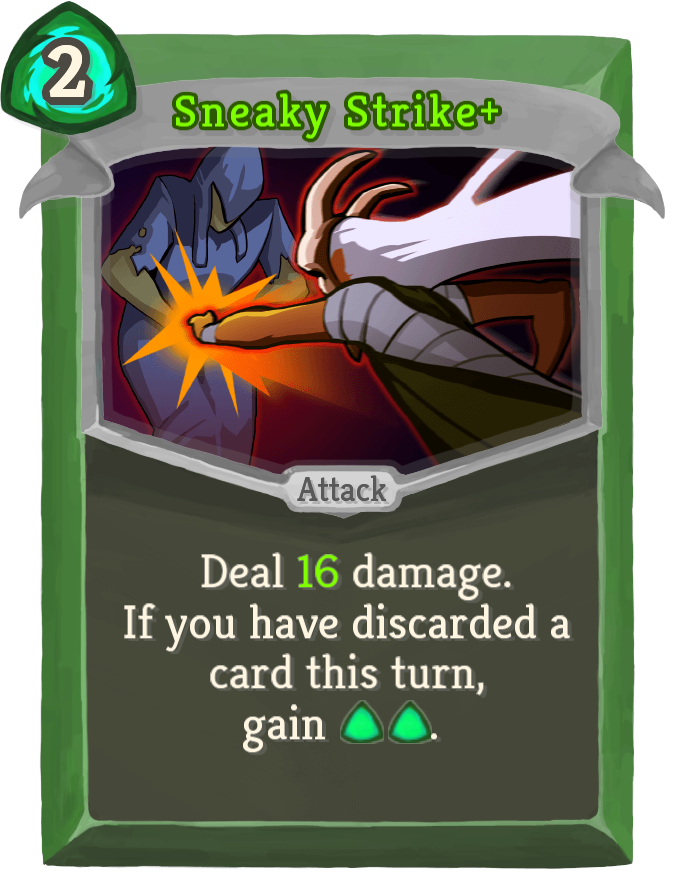 2
Sneaky Strike+
Attack
Deal 16 damage.
If you have discarded a
card this turn,
gain .